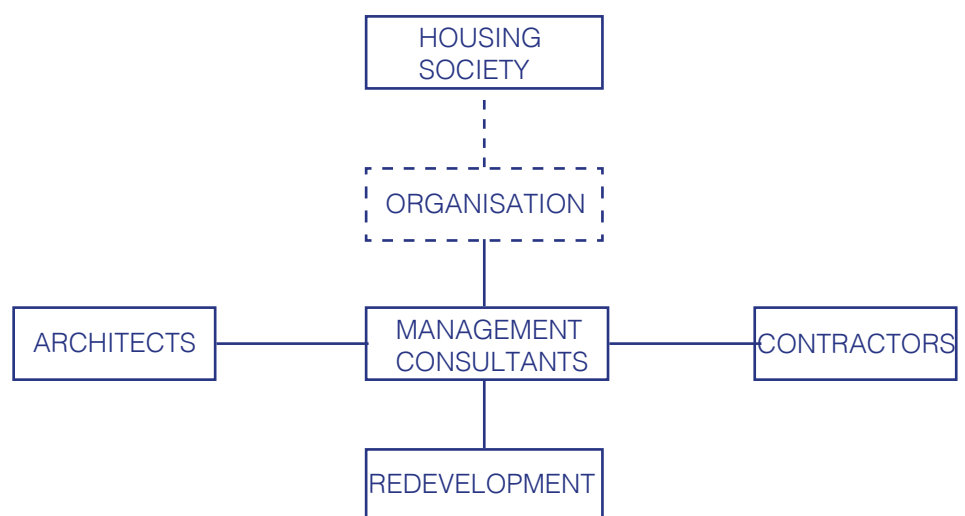 HOUSING
SOCIETY
ORGANISATION
ARCHITECTS
MANAGEMENT
CONSULTANTS
CONTRACTORS
REDEVELOPMENT